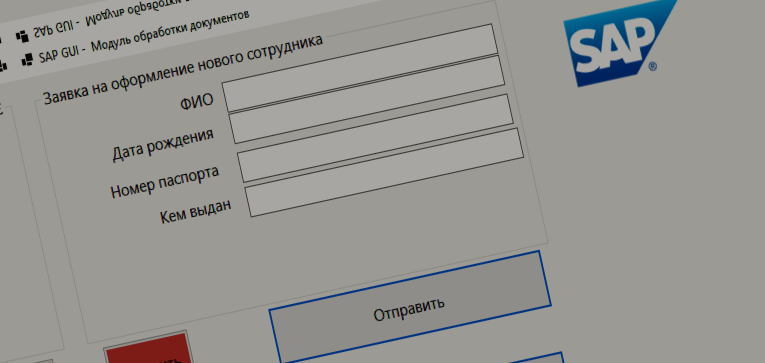 SAP GUI - Модуль обработки
SAP GUI - Модуль обработки документов
Заявка на оформление нового сотрудника
ФИО
Дата рождения
Номер паспорта
Кем выдан
Отправить
SAP®